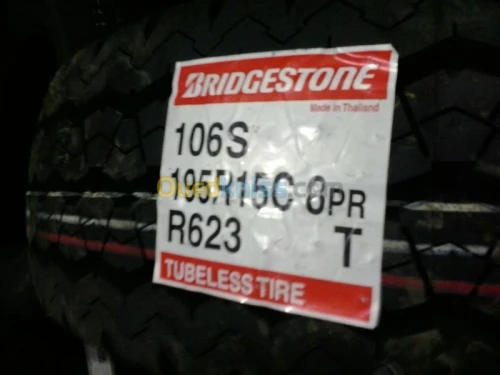 BRIDGESTONE
Made in Thailand
106S
195R15C 8PR
R623 T
TUBELESS TIRE